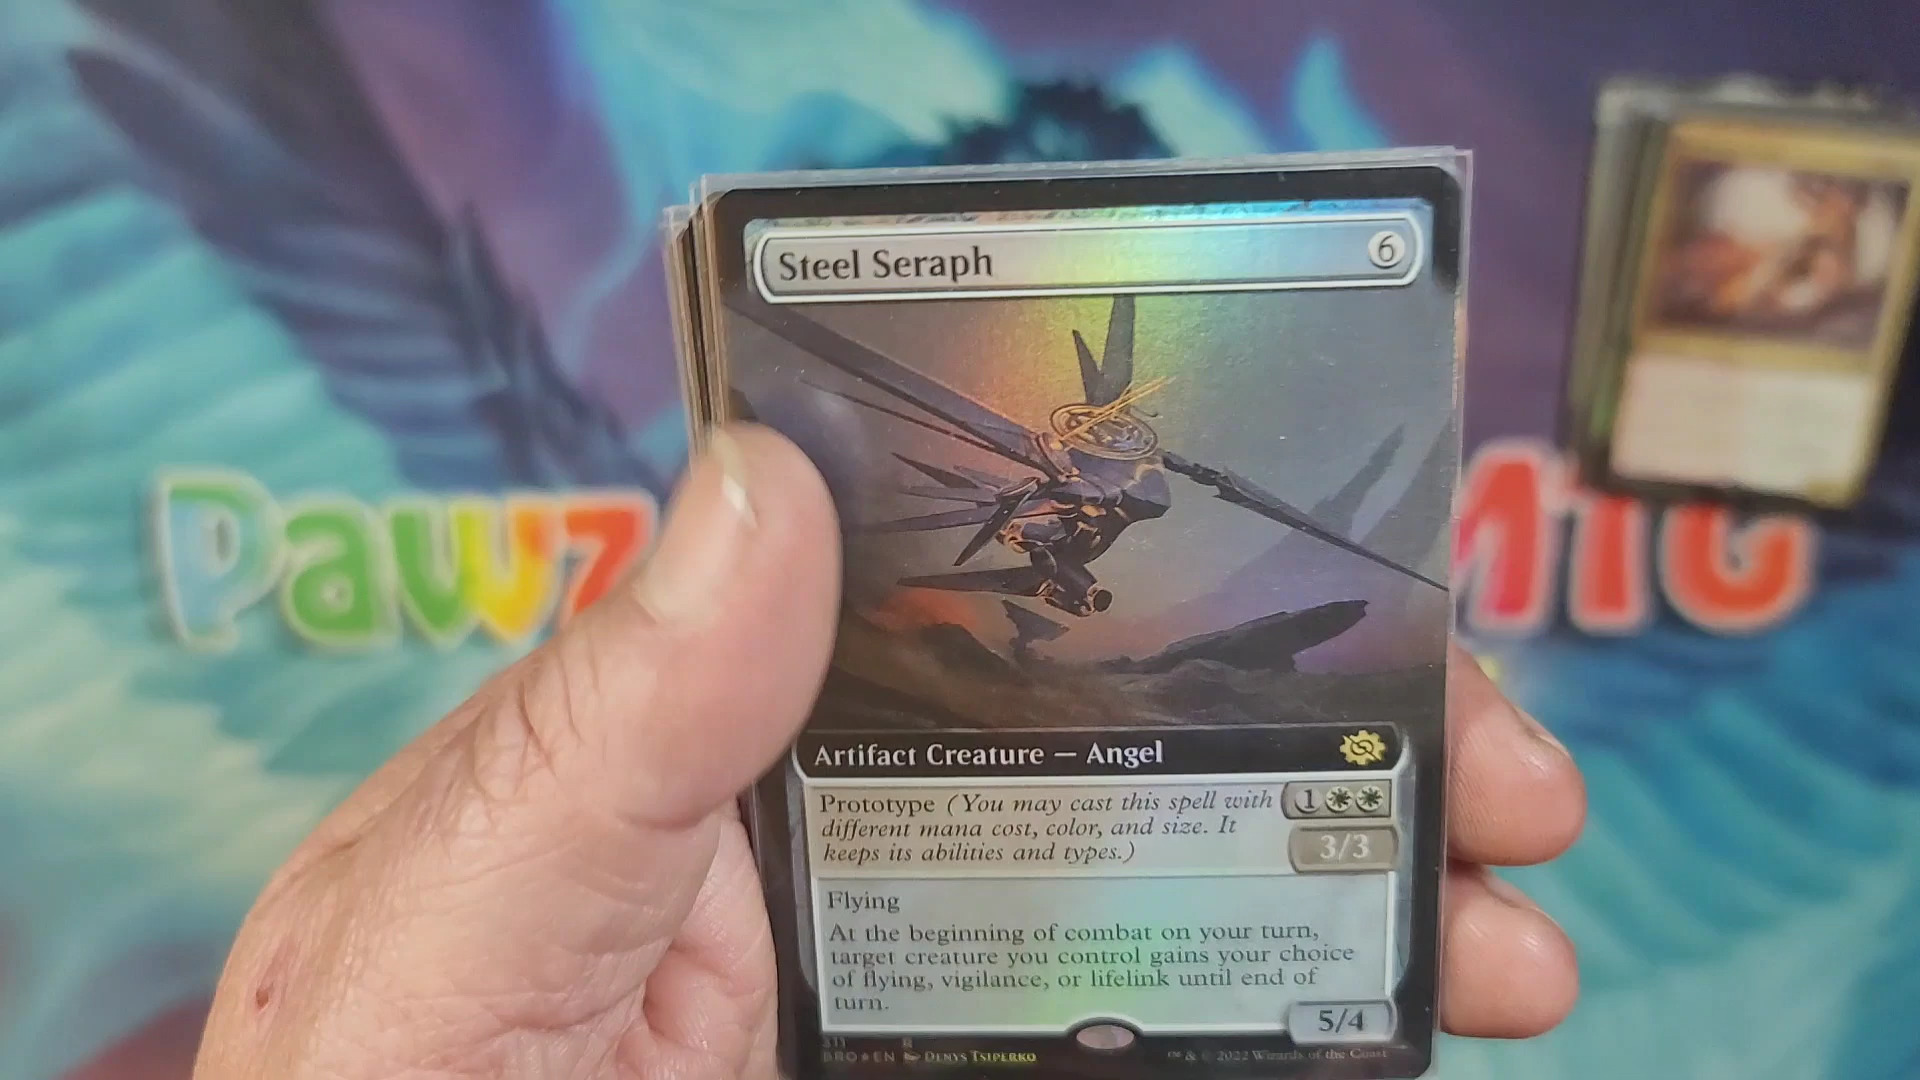 Steel Seraph 6
Pawz MTG
Artifact Creature — Angel
Prototype (You may cast this spell with 1
different mana cost, color, and size. It
keeps its abilities and types.) 3/3
Flying
At the beginning of combat on your turn,
target creature you control gains your choice
of flying, vigilance, or lifelink until end of
turn.
5/4
311 R
BRO EN Denys Tsiperko ™ & © 2022 Wizards of the Coast